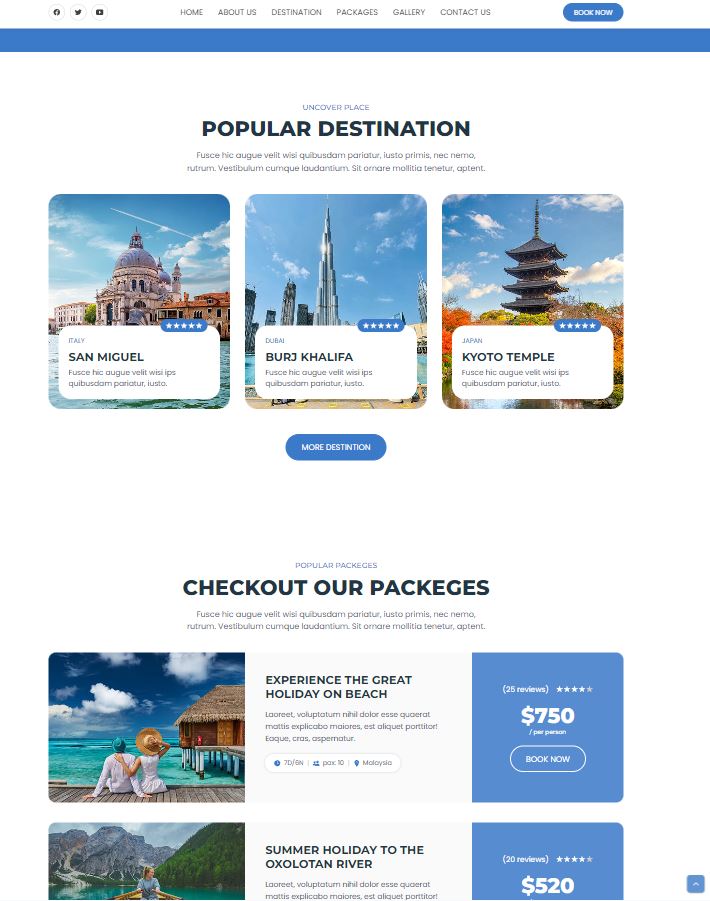 HOME ABOUT US DESTINATION PACKAGES GALLERY CONTACT US BOOK NOW
UNCOVER PLACE
POPULAR DESTINATION
Fusce hic augue velit wisi quibusdam pariatur, iusto primis, nec nemo,
rutrum. Vestibulum cumque laudantium. Sit ornare mollitia tenetur, aptent.
ITALY
SAN MIGUEL
Fusce hic augue velit wisi ips
quibusdam pariatur, iusto.
DUBAI
BURJ KHALIFA
Fusce hic augue velit wisi ips
quibusdam pariatur, iusto.
JAPAN
KYOTO TEMPLE
Fusce hic augue velit wisi ips
quibusdam pariatur, iusto.
MORE DESTINTION
POPULAR PACKEGES
CHECKOUT OUR PACKEGES
Fusce hic augue velit wisi quibusdam pariatur, iusto primis, nec nemo,
rutrum. Vestibulum cumque laudantium. Sit ornare mollitia tenetur, aptent.
EXPERIENCE THE GREAT
HOLIDAY ON BEACH
Laoreet, voluptatum nihil dolor esse quaerat
mattis explicabo maiores, est aliquet porttitor!
Eaque, cras, aspernatur.
7D/6N | pax: 10 | Malaysia
(25 reviews)
$750
/ per person
BOOK NOW
SUMMER HOLIDAY TO THE
OXOLOTAN RIVER
Laoreet, voluptatum nihil dolor esse quaerat
mattis explicabo maiores, est aliquet porttitor!
(20 reviews)
$520